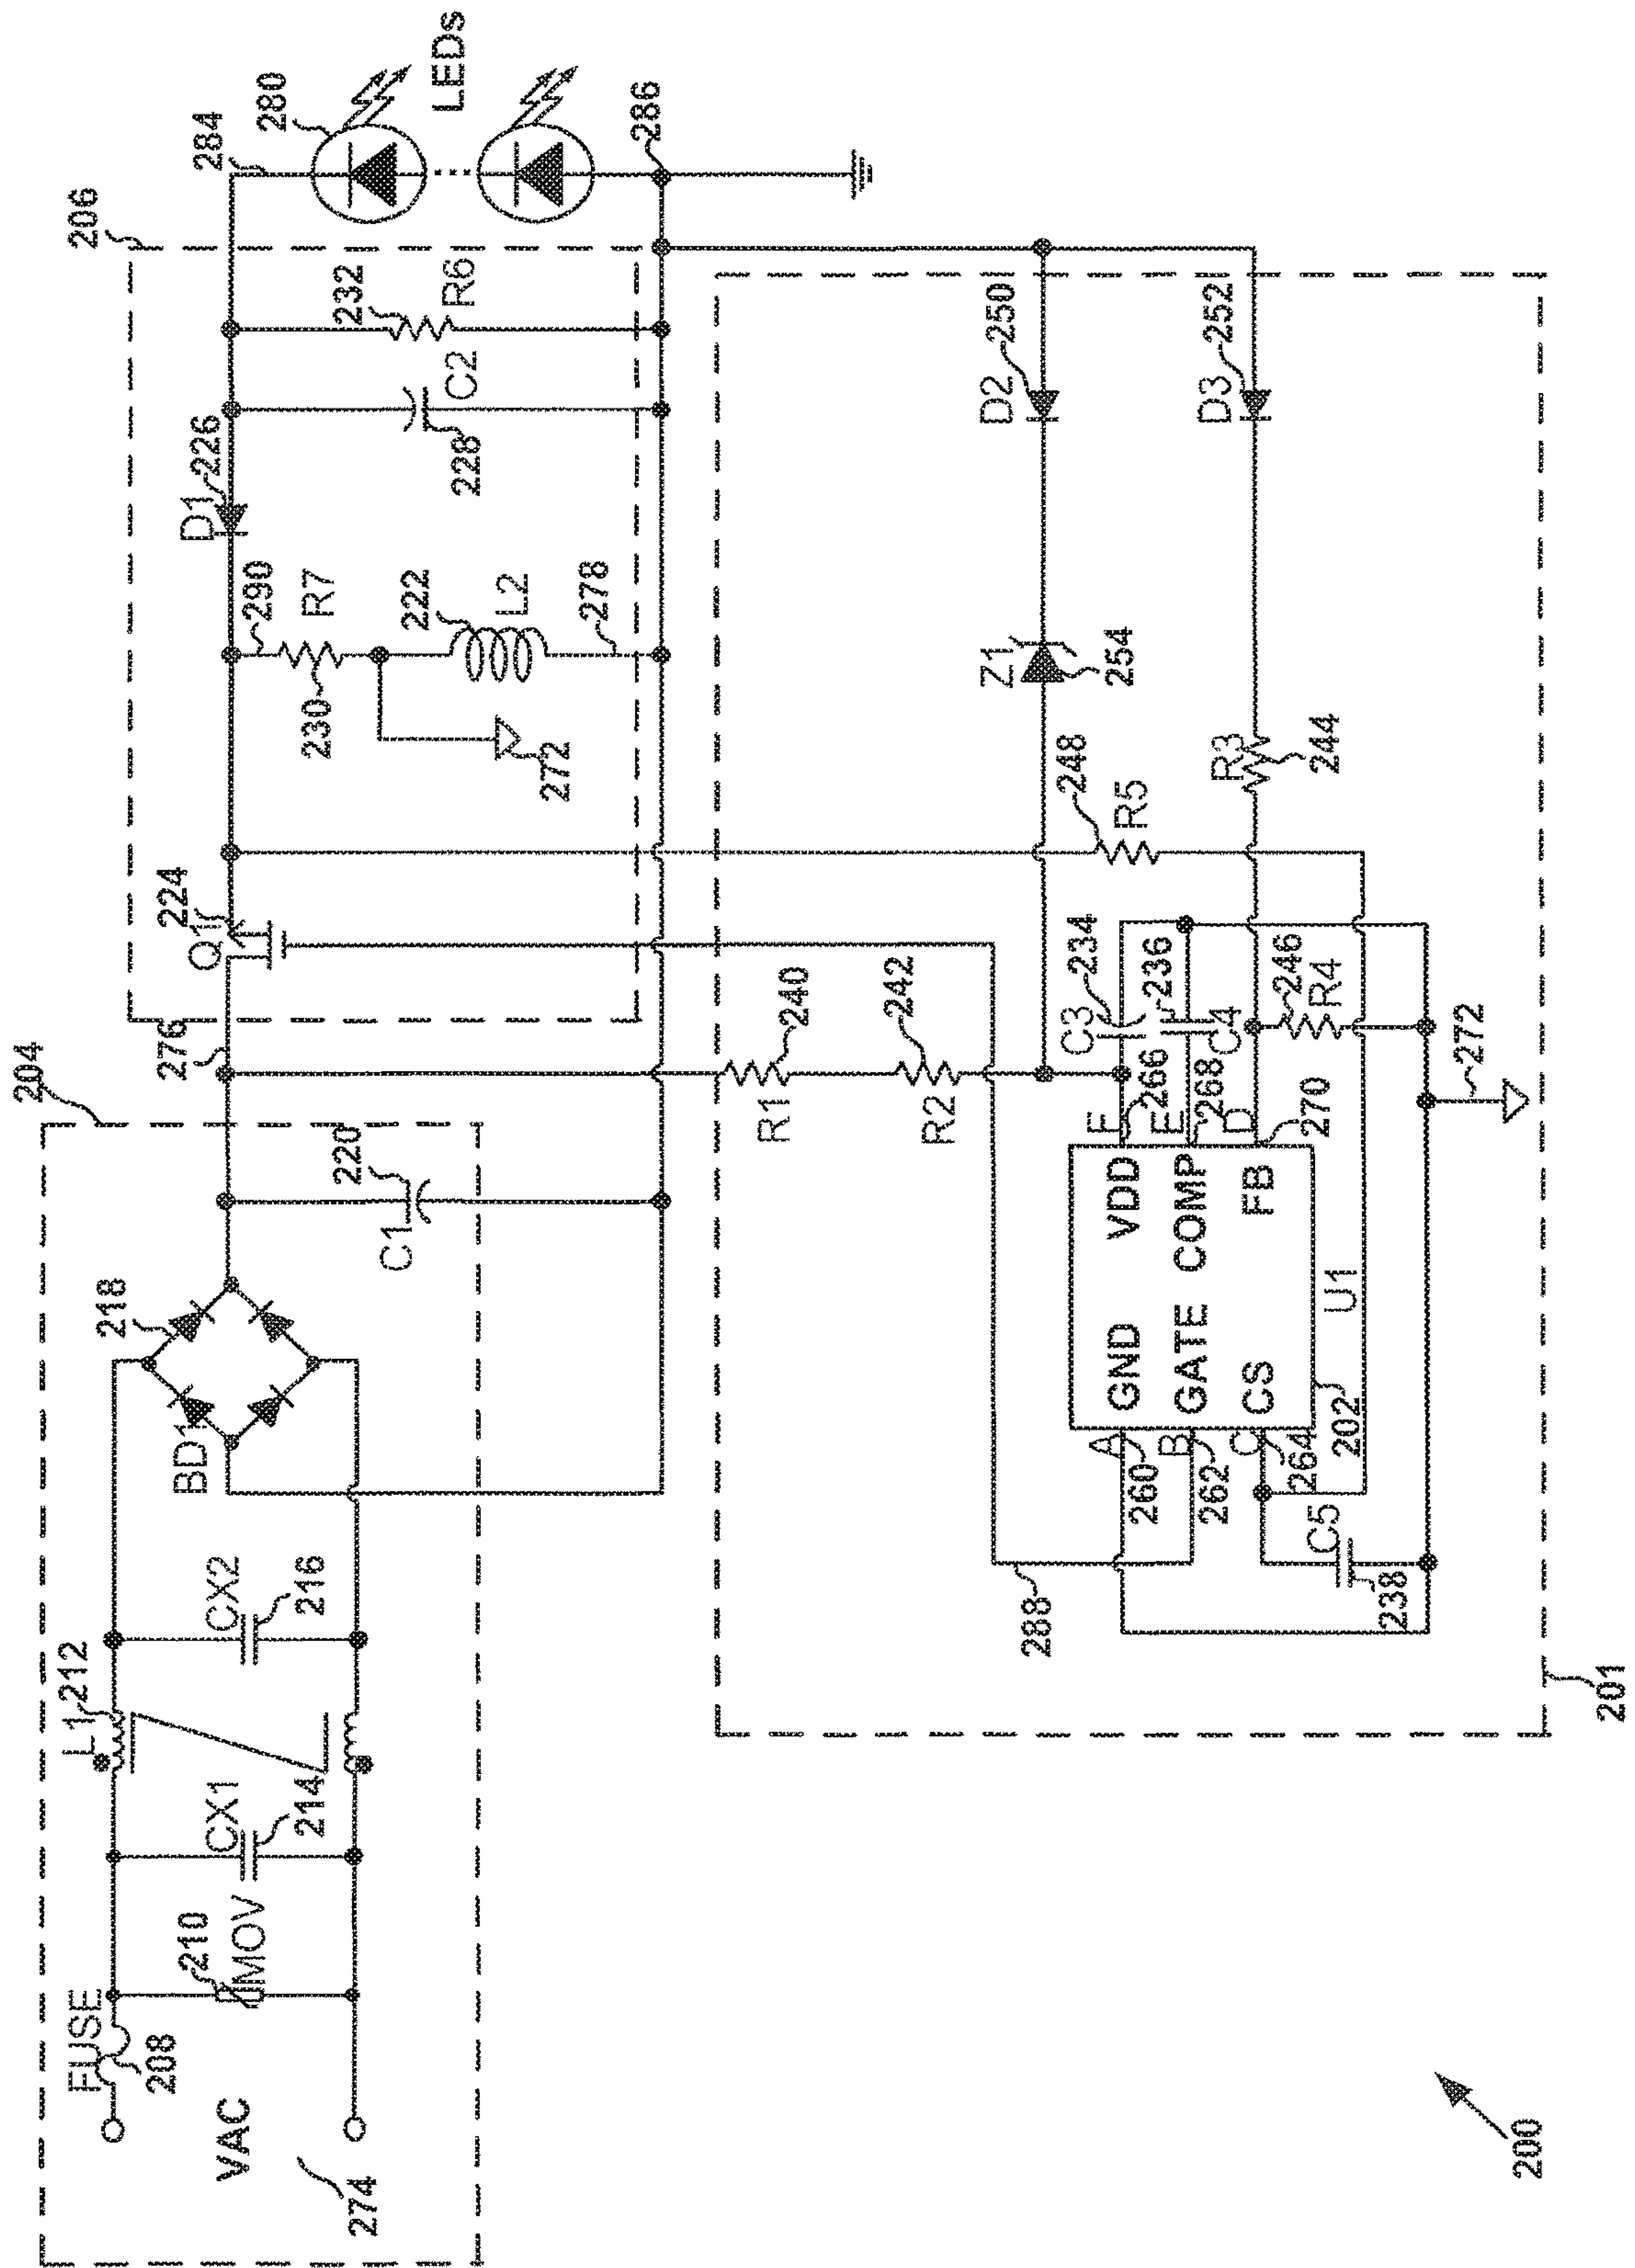 204
206
FUSE
208
210
MOV
VAC
274
CX1
214
L1
212
CX2
216
BD1
218
C1
220
276
Q1
224
290
R7
230
272
222
L2
278
D1
226
C2
228
232
R6
284
280
LEDs
286
R1
240
R2
242
248
R5
Z1
254
D2
250
D3
252
R3
244
C3
234
236
C4
246
R4
F
266
E
268
D
270
GND
VDD
GATE
COMP
CS
FB
U1
202
A
260
B
262
C
264
C5
238
288
272
201
200